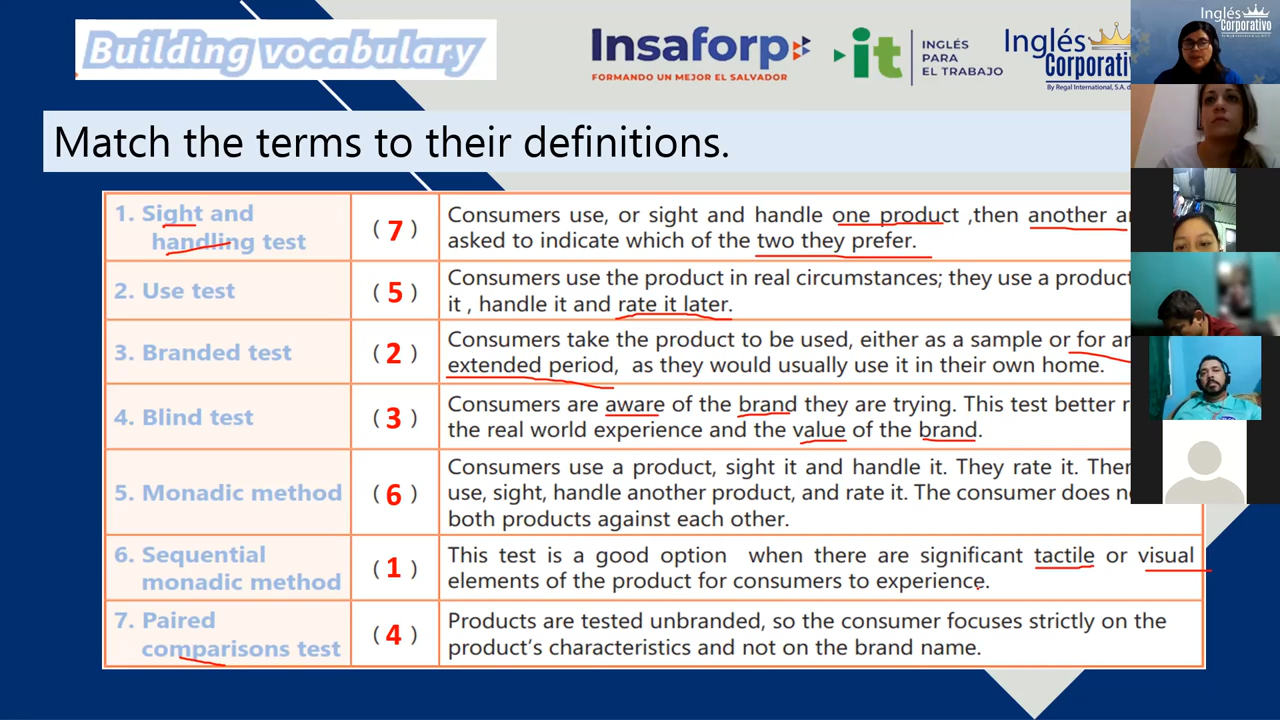 Building vocabulary
Insaforp
FORMANDO UN MEJOR EL SALVADOR
it
INGLÉS
PARA
EL TRABAJO
Inglés
Corporativ
By Regal International, S.A. d
Inglés
Corporativo
Match the terms to their definitions.
1. Sight and
handling test
( 7 )
Consumers use, or sight and handle one product ,then another
asked to indicate which of the two they prefer.
2. Use test
( 5 )
Consumers use the product in real circumstances; they use a product
it , handle it and rate it later.
3. Branded test
( 2 )
Consumers take the product to be used, either as a sample or for
extended period, as they would usually use it in their own home.
4. Blind test
( 3 )
Consumers are aware of the brand they are trying. This test better
the real world experience and the value of the brand.
5. Monadic method
( 6 )
Consumers use a product, sight it and handle it. They rate it.
use, sight, handle another product, and rate it. The consumer does
both products against each other.
6. Sequential
monadic method
( 1 )
This test is a good option when there are significant tactile or visual
elements of the product for consumers to experience.
7. Paired
comparisons test
( 4 )
Products are tested unbranded, so the consumer focuses strictly on the
product's characteristics and not on the brand name.